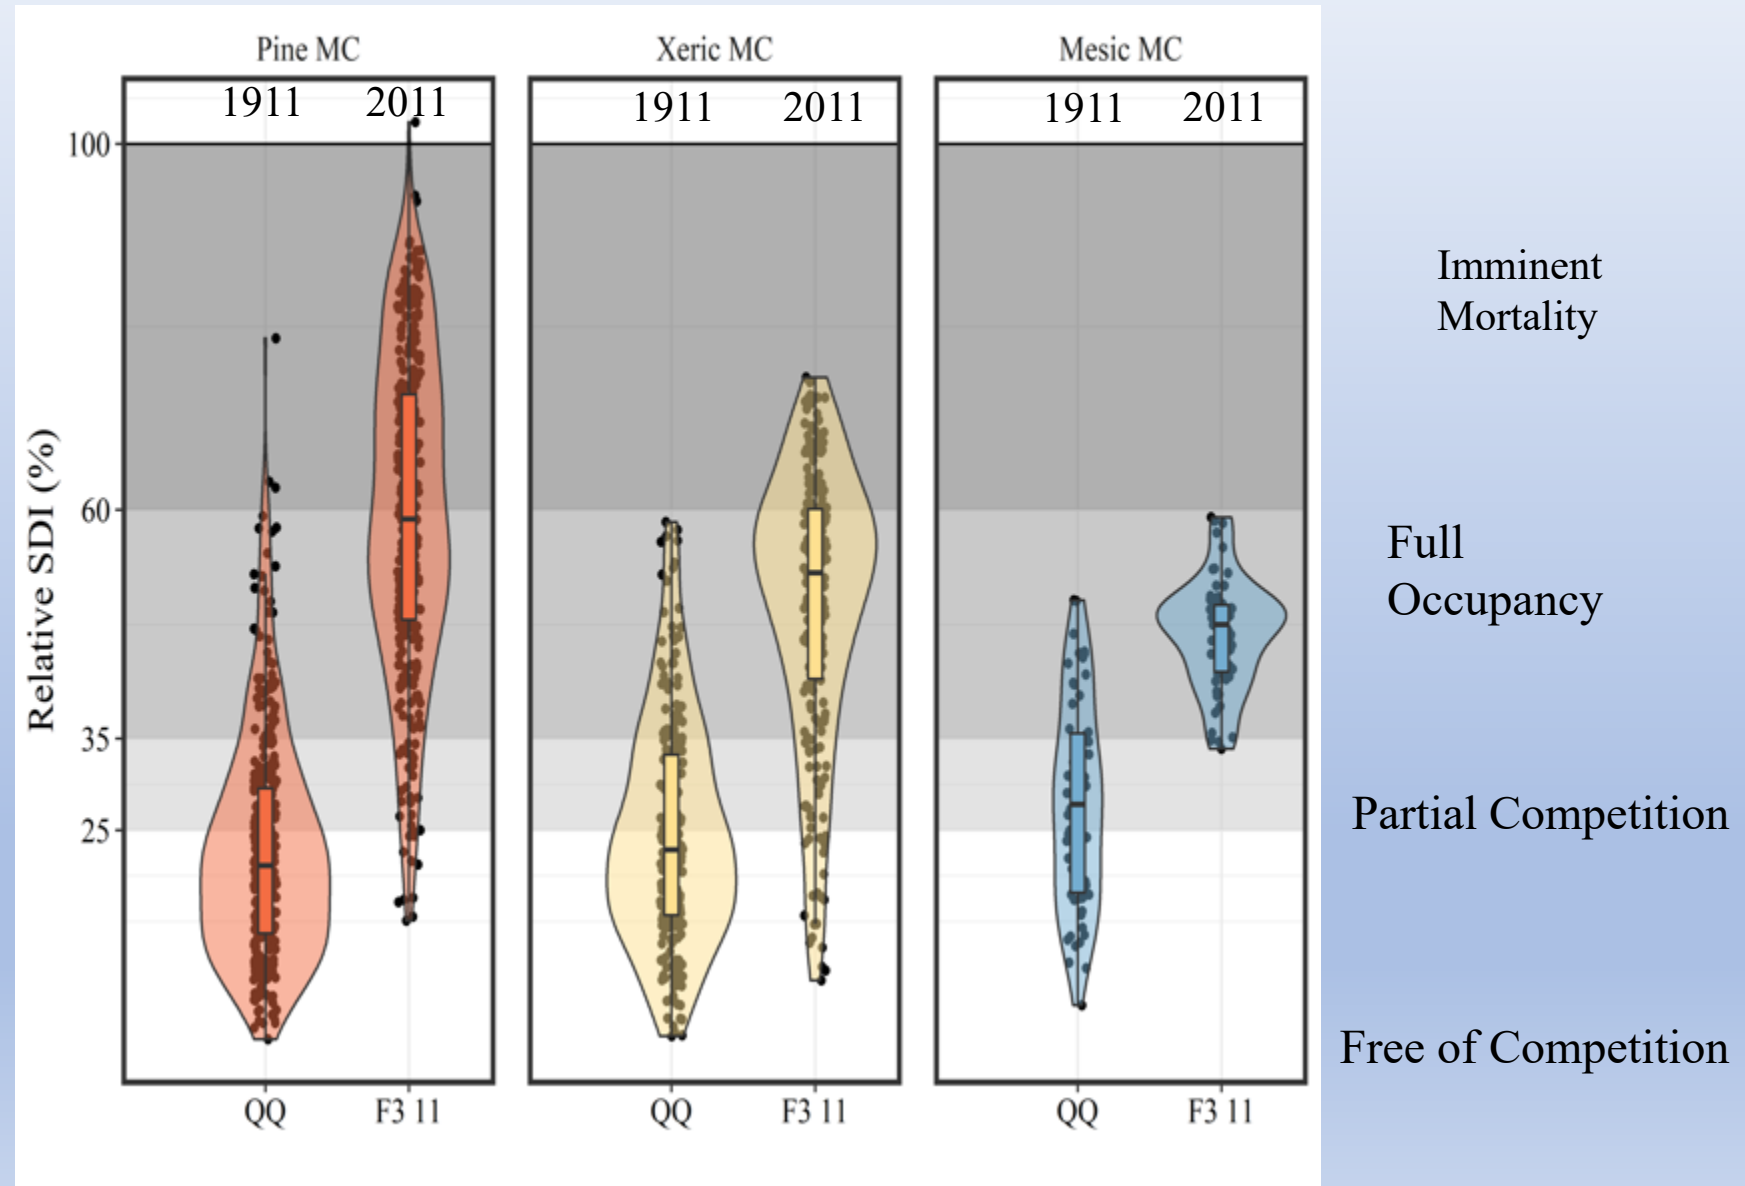 Pine MC
Xeric MC
Mesic MC
1911
2011
1911
2011
1911
2011
100
60
35
25
Relative SDI (%)
QQ
F3 11
QQ
F3 11
QQ
F3 11
Imminent
Mortality
Full
Occupancy
Partial Competition
Free of Competition